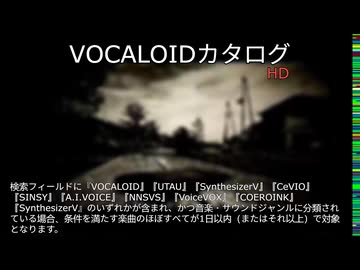 VOCALOIDカタログ
HD
検索フィールドに『VOCALOID』『UTAU』『SynthesizerV』『CeVIO』
『SINSY』『A.I.VOICE』『NNSVS』『VoiceVOX』『COEROINK』
『SynthesizerV』のいずれかが含まれ、かつ音楽・サウンドジャンルに分類され
ている場合、条件を満たす楽曲のほぼすべてが1日以内（またはそれ以上）で対象
となります。